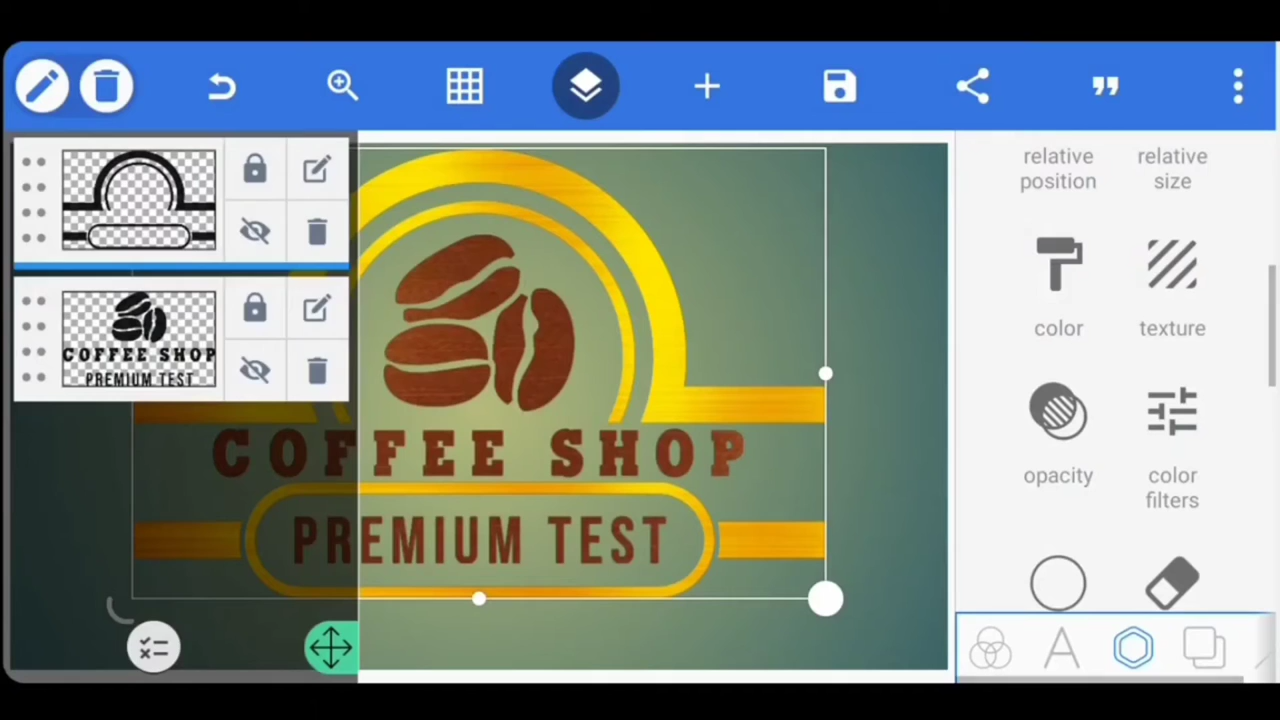 relative position
relative size
color
texture
opacity
color filters
COFFEE SHOP
PREMIUM TEST
COFFEE SHOP
PREMIUM TEST